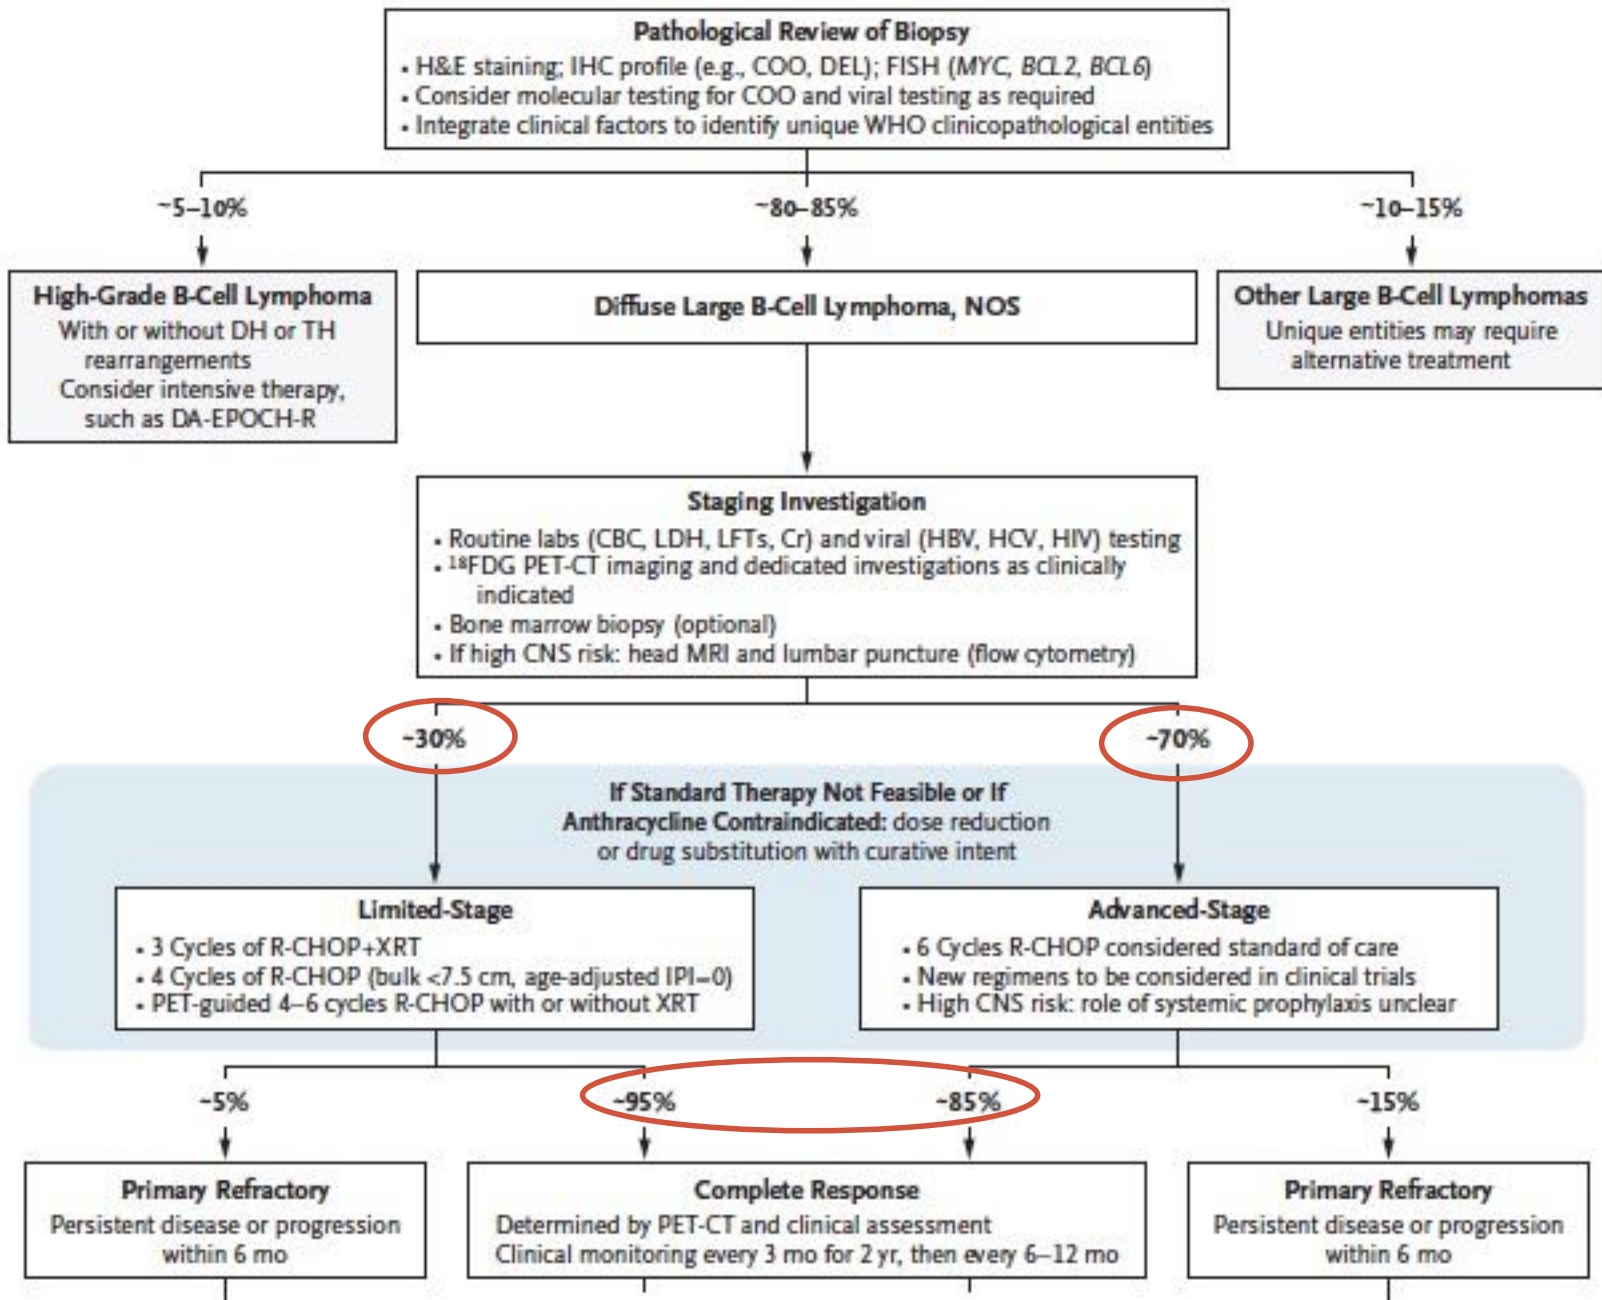 Pathological Review of Biopsy
• H&E staining; IHC profile (e.g., COO, DEL); FISH (MYC, BCL2, BCL6)
• Consider molecular testing for COO and viral testing as required
• Integrate clinical factors to identify unique WHO clinicopathological entities
~5–10%
~80–85%
~10–15%
High-Grade B-Cell Lymphoma
With or without DH or TH
rearrangements
Consider intensive therapy,
such as DA-EPOCH-R
Diffuse Large B-Cell Lymphoma, NOS
Other Large B-Cell Lymphomas
Unique entities may require
alternative treatment
Staging Investigation
• Routine labs (CBC, LDH, LFTs, Cr) and viral (HBV, HCV, HIV) testing
• ¹⁸FDG PET-CT imaging and dedicated investigations as clinically
indicated
• Bone marrow biopsy (optional)
• If high CNS risk: head MRI and lumbar puncture (flow cytometry)
~30%
~70%
If Standard Therapy Not Feasible or If
Anthracycline Contraindicated: dose reduction
or drug substitution with curative intent
Limited-Stage
• 3 Cycles of R-CHOP+XRT
• 4 Cycles of R-CHOP (bulk <7.5 cm, age-adjusted IPI=0)
• PET-guided 4–6 cycles R-CHOP with or without XRT
Advanced-Stage
• 6 Cycles R-CHOP considered standard of care
• New regimens to be considered in clinical trials
• High CNS risk: role of systemic prophylaxis unclear
~5%
~95%
~85%
~15%
Primary Refractory
Persistent disease or progression
within 6 mo
Complete Response
Determined by PET-CT and clinical assessment
Clinical monitoring every 3 mo for 2 yr, then every 6–12 mo
Primary Refractory
Persistent disease or progression
within 6 mo